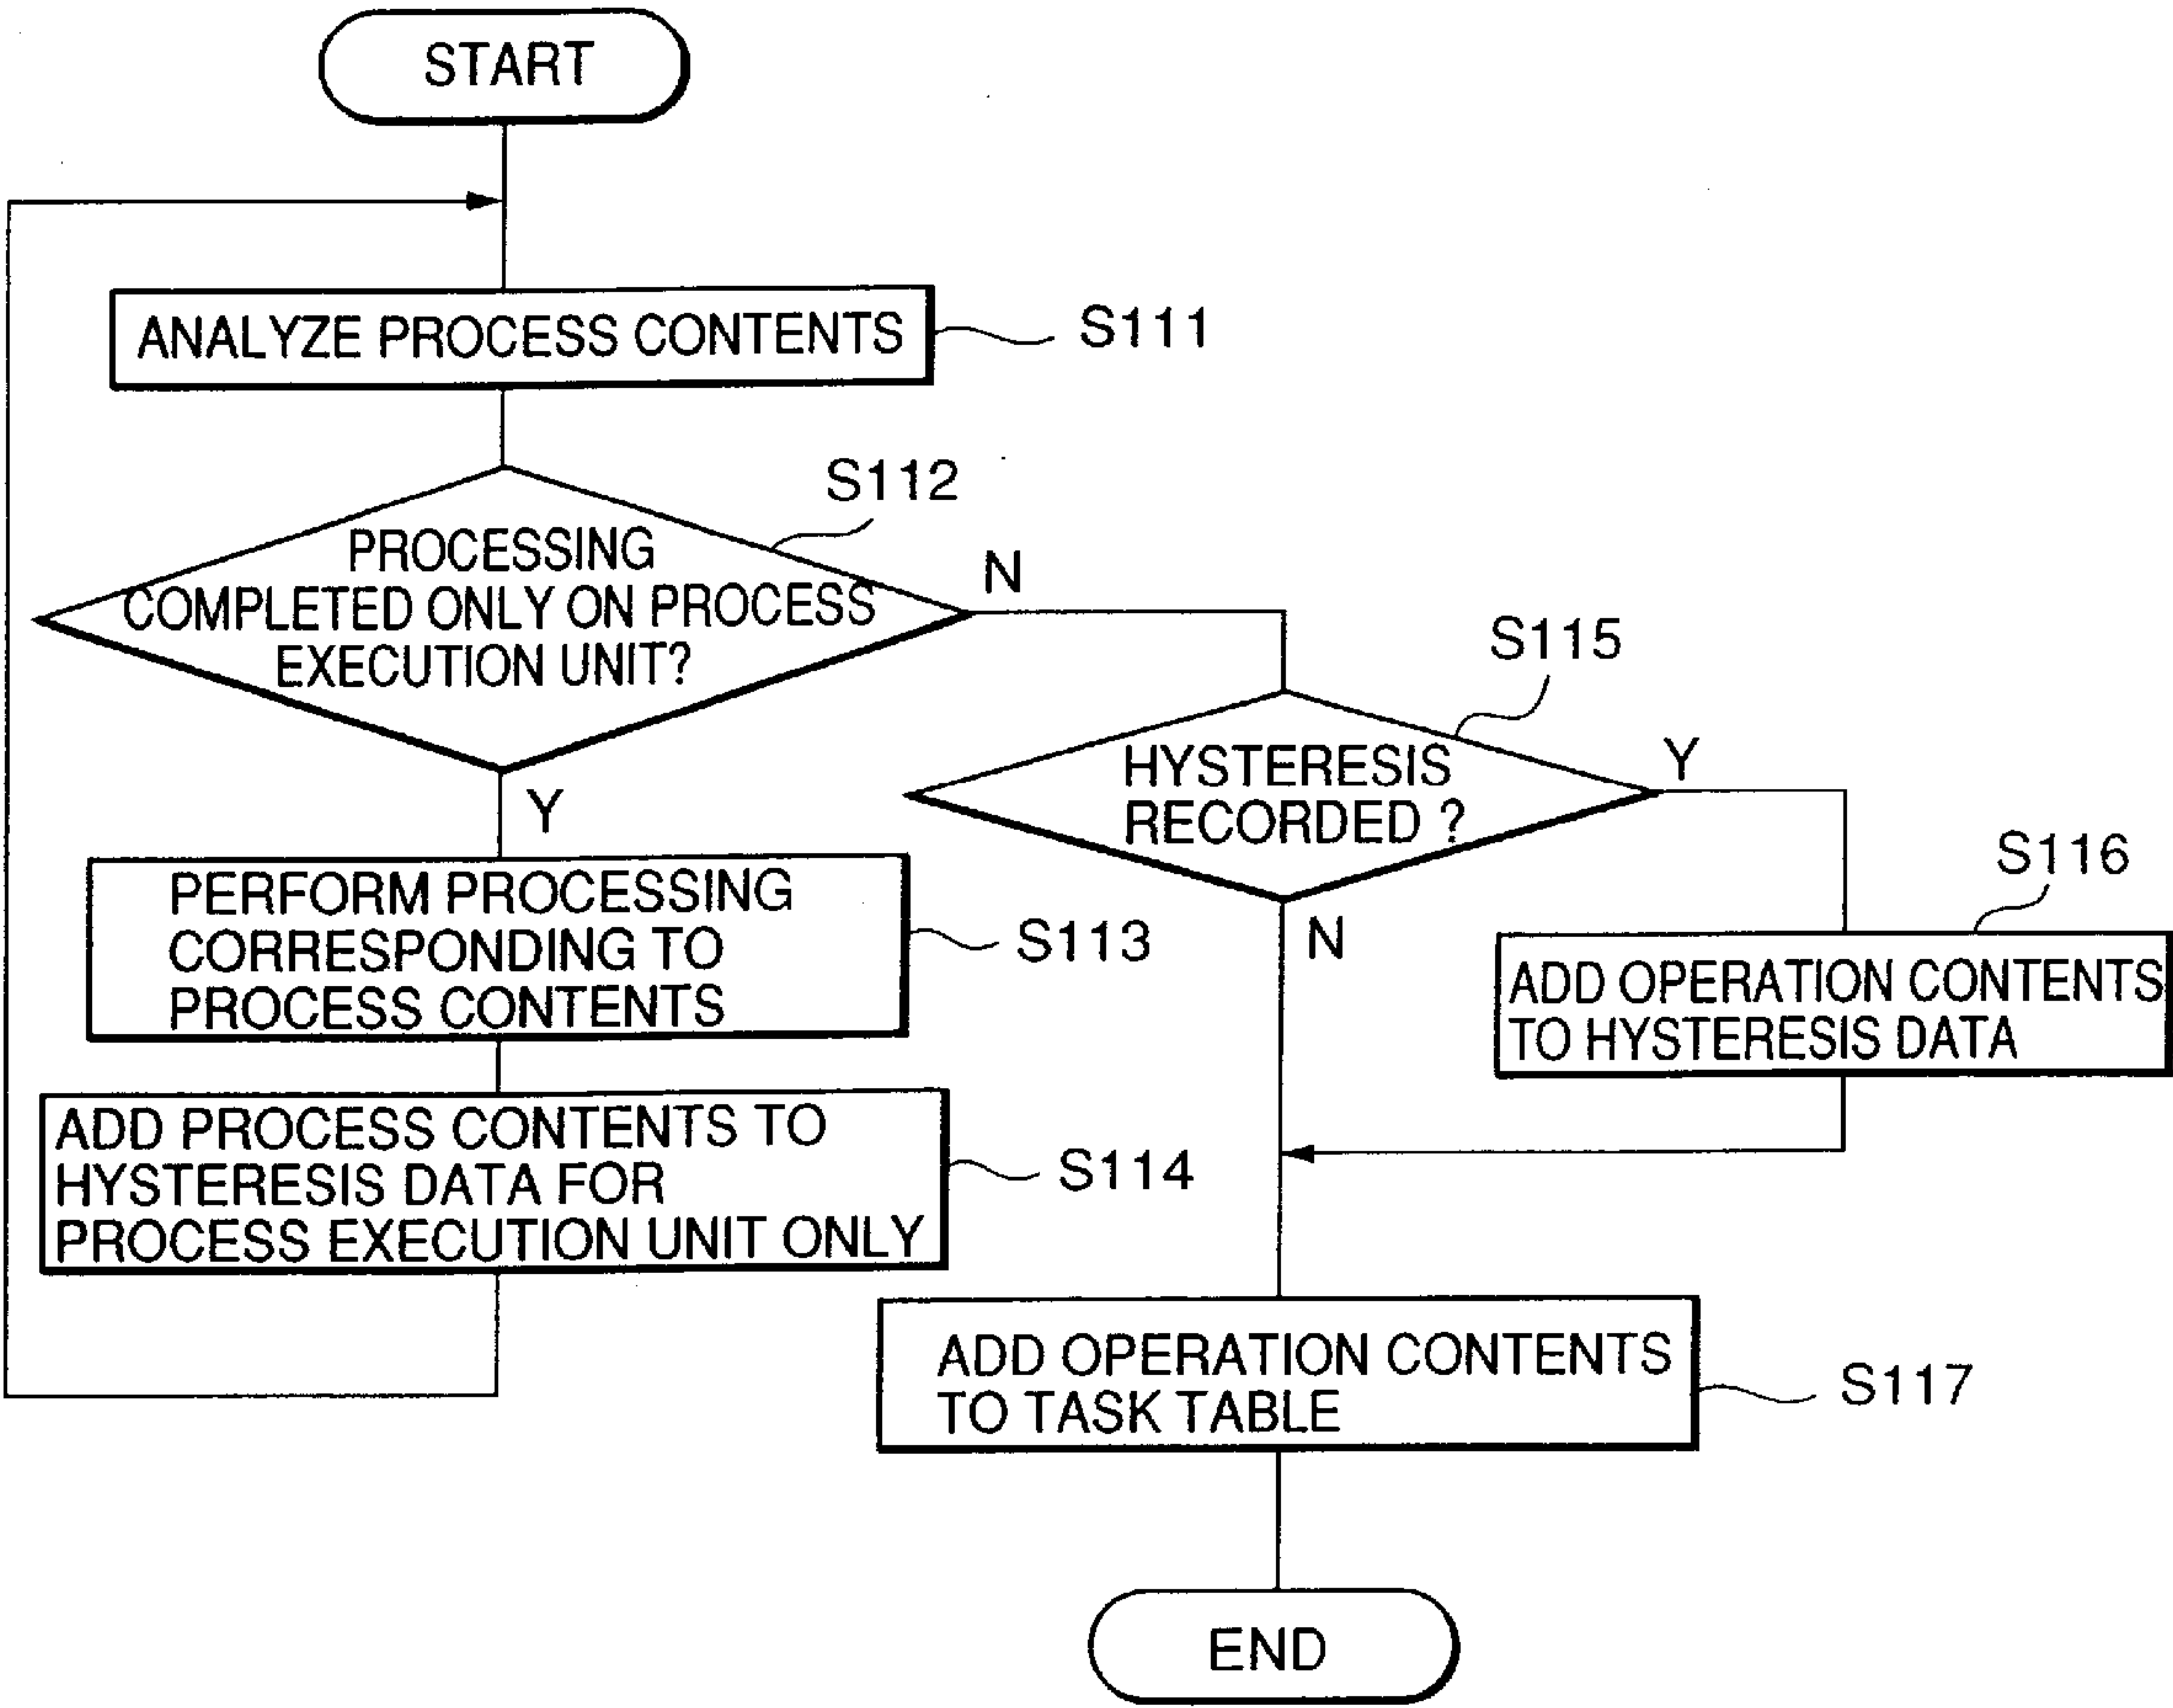 START
ANALYZE PROCESS CONTENTS
S111
S112
PROCESSING
COMPLETED ONLY ON PROCESS
EXECUTION UNIT?
N
Y
S115
HYSTERESIS
RECORDED ?
Y
N
PERFORM PROCESSING
CORRESPONDING TO
PROCESS CONTENTS
S113
S116
ADD OPERATION CONTENTS
TO HYSTERESIS DATA
ADD PROCESS CONTENTS TO
HYSTERESIS DATA FOR
PROCESS EXECUTION UNIT ONLY
S114
ADD OPERATION CONTENTS
TO TASK TABLE
S117
END